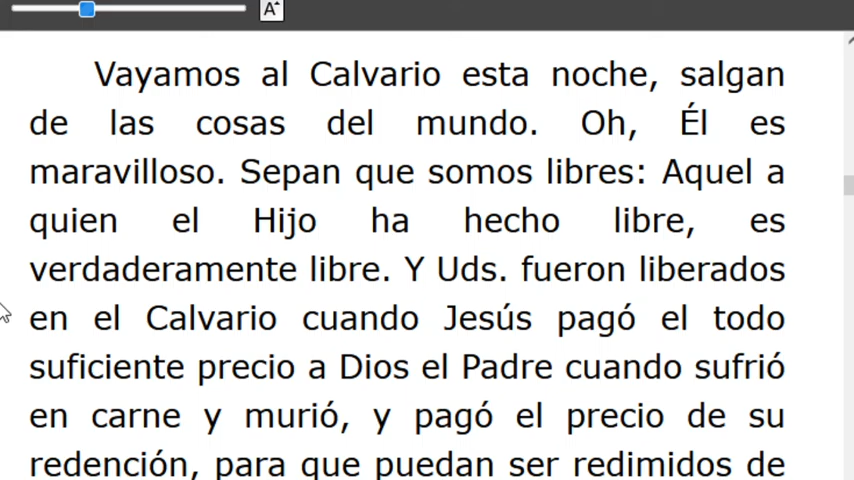 A
Vayamos al Calvario esta noche, salgan
de las cosas del mundo. Oh, Él es
maravilloso. Sepan que somos libres: Aquel a
quien el Hijo ha hecho libre, es
verdaderamente libre. Y Uds. fueron liberados
en el Calvario cuando Jesús pagó el todo
suficiente precio a Dios el Padre cuando sufrió
en carne y murió, y pagó el precio de su
redención, para que puedan ser redimidos de